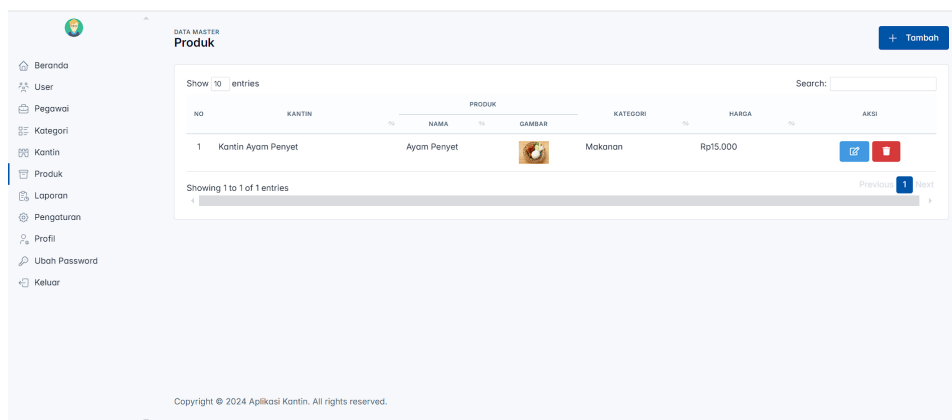 DATA MASTER
Produk
+ Tambah
Beranda
User
Pegawai
Kategori
Kantin
Produk
Laporan
Pengaturan
Profil
Ubah Password
Keluar
Show 10 entries
Search:
NO KANTIN PRODUK KATEGORI HARGA AKSI
NAMA GAMBAR
1 Kantin Ayam Penyet Ayam Penyet Makanan Rp15.000
Showing 1 to 1 of 1 entries
Previous 1 Next
Copyright © 2024 Aplikasi Kantin. All rights reserved.